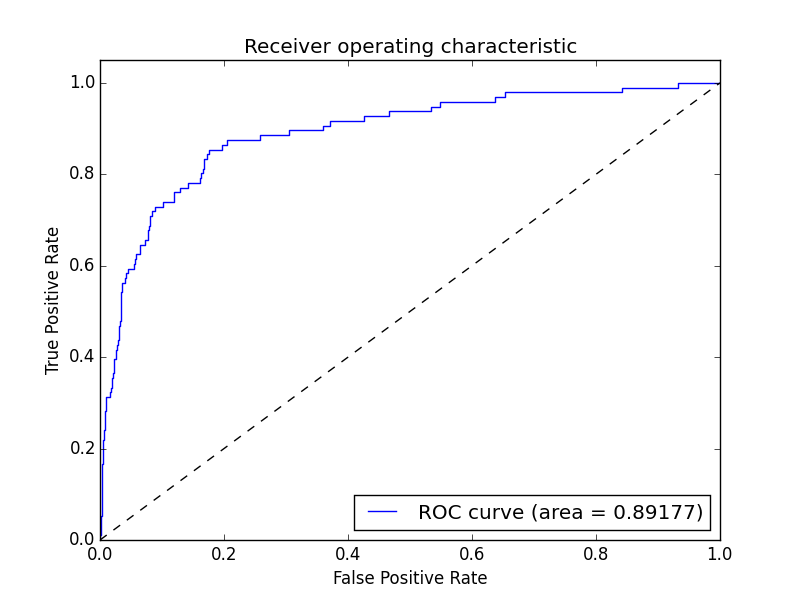 Receiver operating characteristic
1.0
0.8
0.6
0.4
0.2
0.0
True Positive Rate
ROC curve (area = 0.89177)
0.0 0.2 0.4 0.6 0.8 1.0
False Positive Rate